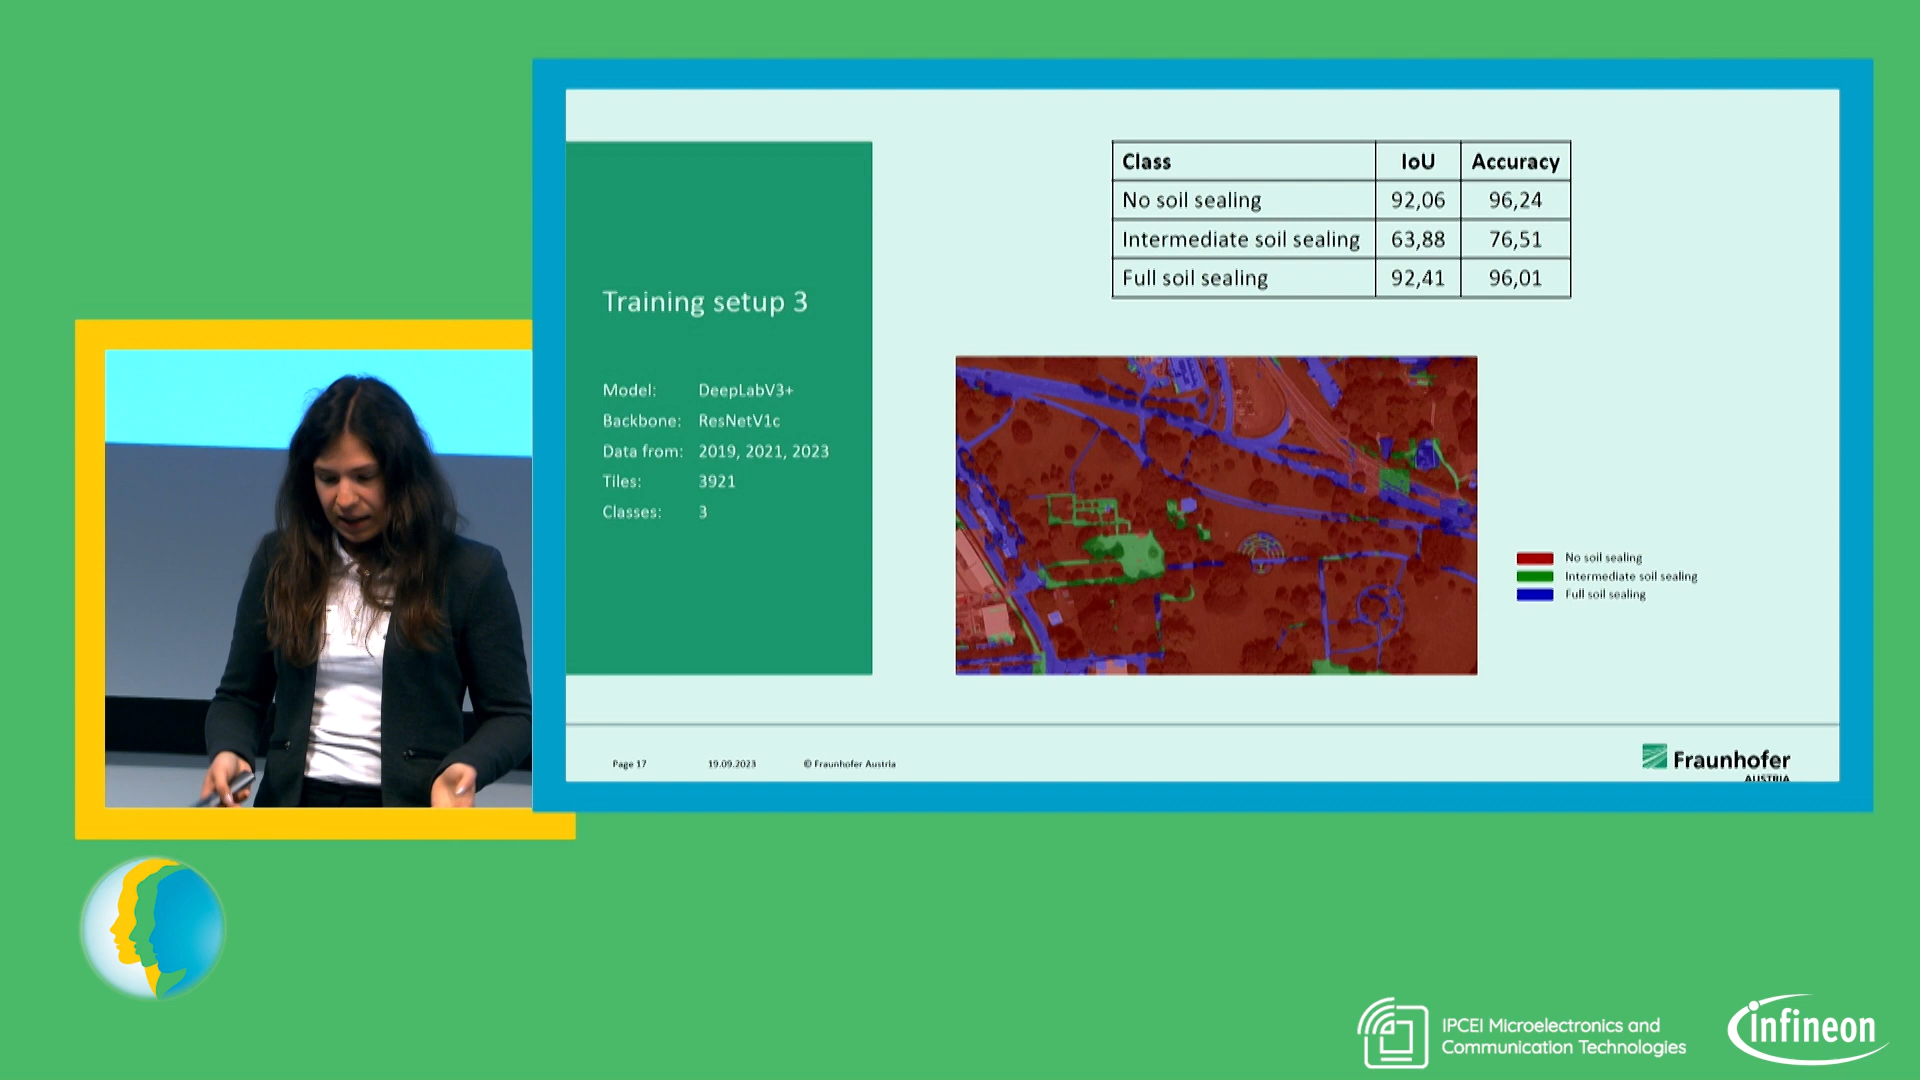 Training setup 3
Model: DeepLabV3+
Backbone: ResNetV1c
Data from: 2019, 2021, 2023
Tiles: 3921
Classes: 3
Class IoU Accuracy
No soil sealing 92,06 96,24
Intermediate soil sealing 63,88 76,51
Full soil sealing 92,41 96,01
No soil sealing
Intermediate soil sealing
Full soil sealing
Page 17 19.09.2023 © Fraunhofer Austria
Fraunhofer
AUSTRIA
IPCEI Microelectronics and
Communication Technologies
infineon